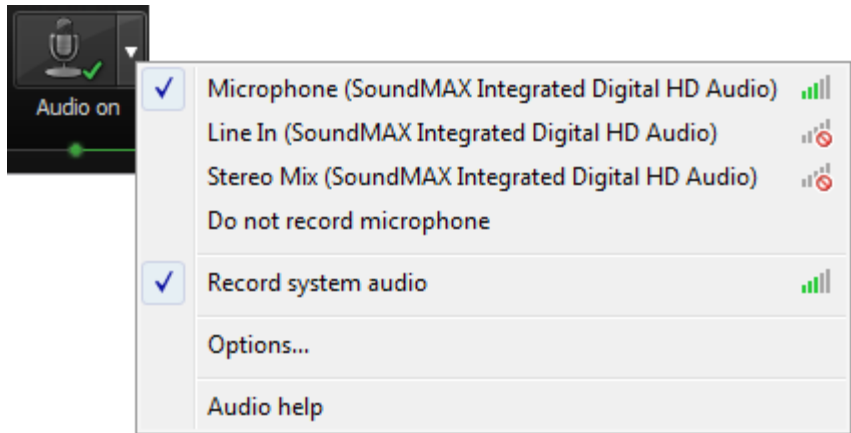 Audio on
Microphone (SoundMAX Integrated Digital HD Audio)
Line In (SoundMAX Integrated Digital HD Audio)
Stereo Mix (SoundMAX Integrated Digital HD Audio)
Do not record microphone
Record system audio
Options...
Audio help